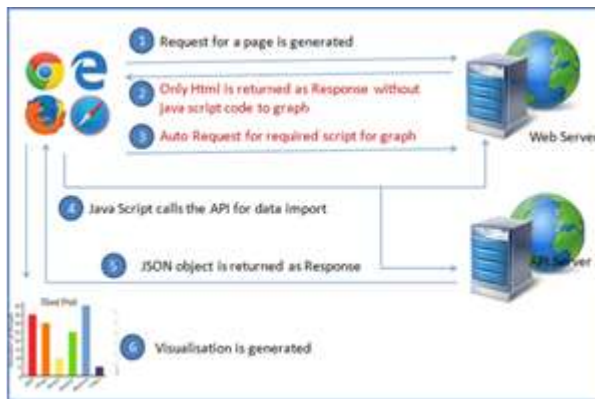 1 Request for a page is generated
2 Only Html is returned as Response without
Java script code to graph
3 Auto Request for required script for graph
Web Server
4 Java Script calls the API for data import
API Server
5 JSON object is returned as Response
6 Visualisation is generated